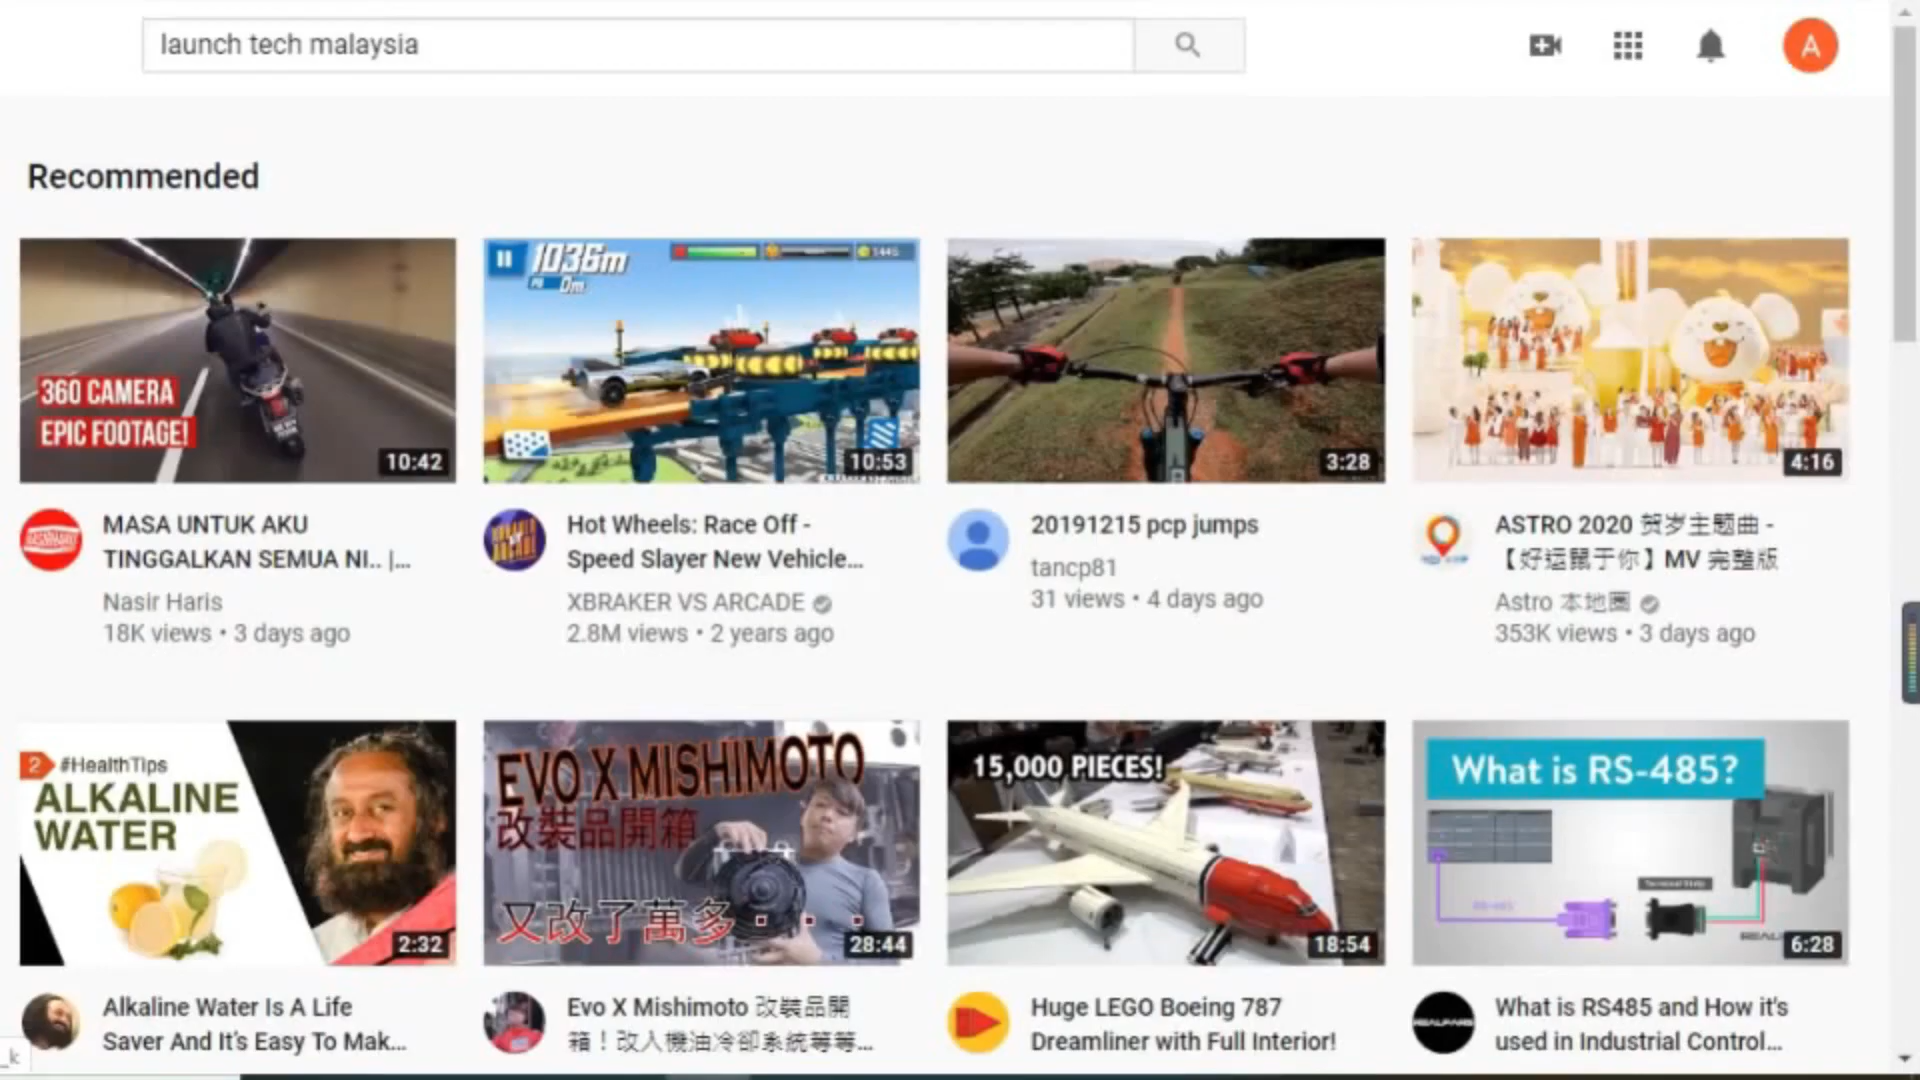 launch tech malaysia
A
Recommended
360 CAMERA
EPIC FOOTAGE!
10:42
1036m
PB 0m
10:53
3:28
4:16
MASA UNTUK AKU
TINGGALKAN SEMUA NI.. |...
Nasir Haris
18K views • 3 days ago
Hot Wheels: Race Off -
Speed Slayer New Vehicle...
XBRAKER VS ARCADE
2.8M views • 2 years ago
20191215 pcp jumps
tancp81
31 views • 4 days ago
ASTRO 2020 贺岁主题曲 -
【好运鼠于你】MV 完整版
Astro 本地圈
353K views • 3 days ago
2 #HealthTips
ALKALINE
WATER
2:32
EVO X MISHIMOTO
改裝品開箱
又改了萬多....
28:44
15,000 PIECES!
18:54
What is RS-485?
RS-485
6:28
Alkaline Water Is A Life
Saver And It's Easy To Mak...
Evo X Mishimoto 改裝品開
箱！改入機油冷卻系統等等...
Huge LEGO Boeing 787
Dreamliner with Full Interior!
What is RS485 and How it's
used in Industrial Control...